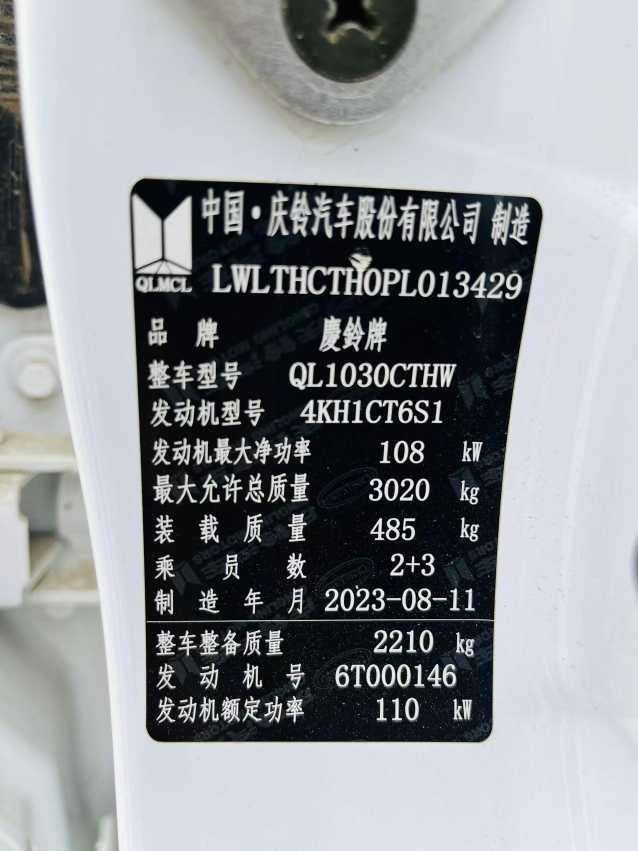 中国·庆铃汽车股份有限公司 制造
QLMCL
LWLTHCTH0PL013429
品牌 慶鈴牌
整车型号 QL1030CTHW
发动机型号 4KH1CT6S1
发动机最大净功率 108 kW
最大允许总质量 3020 kg
装载质量 485 kg
乘员数 2+3
制造年月 2023-08-11
整车整备质量 2210 kg
发动机号 6T000146
发动机额定功率 110 kW